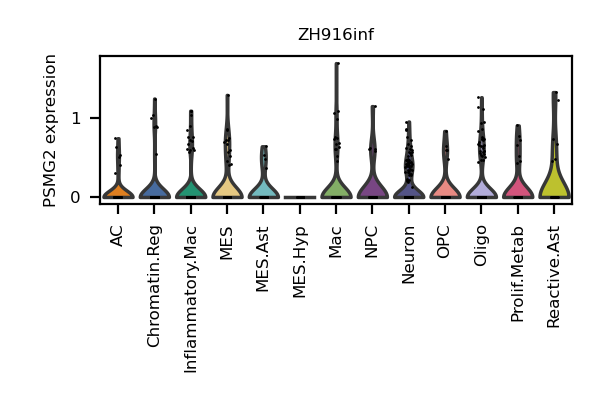 ZH916inf
PSMG2 expression
1
0
AC
Chromatin.Reg
Inflammatory.Mac
MES
MES.Ast
MES.Hyp
Mac
NPC
Neuron
OPC
Oligo
Prolif.Metab
Reactive.Ast